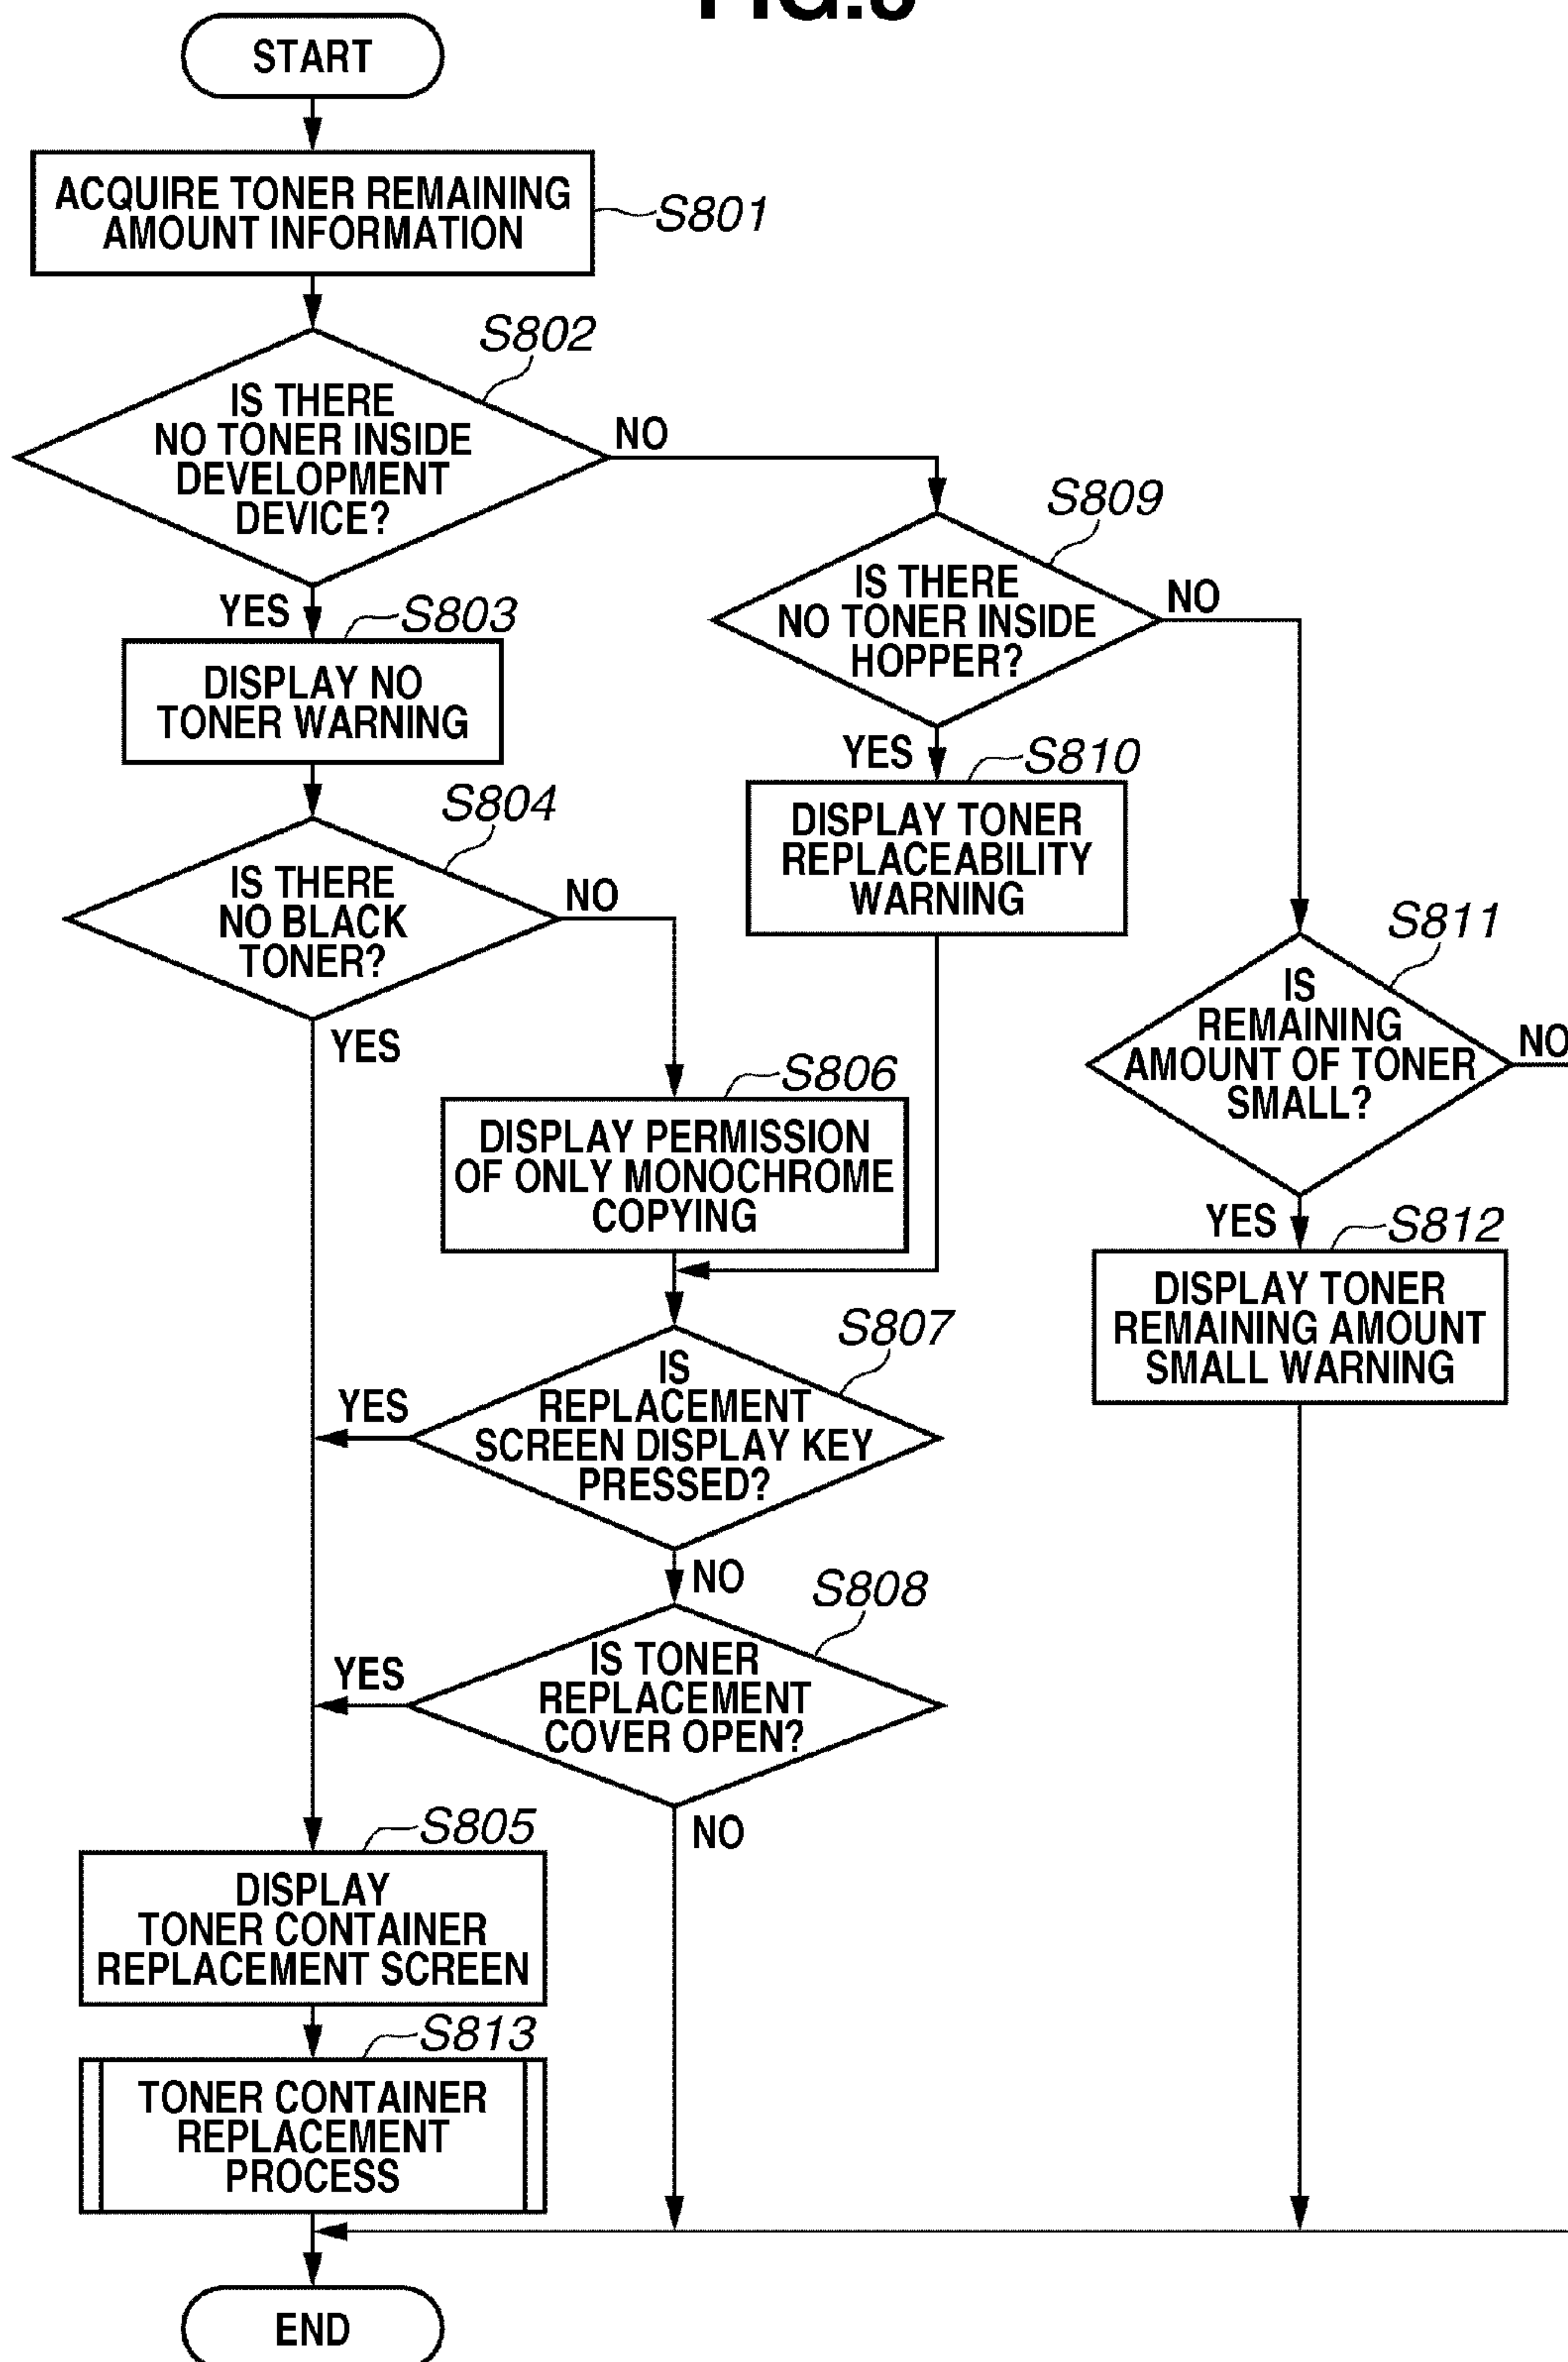 START
ACQUIRE TONER REMAINING
AMOUNT INFORMATION
S801
S802
IS THERE
NO TONER INSIDE
DEVELOPMENT
DEVICE?
NO
YES
S803
DISPLAY NO
TONER WARNING
S804
IS THERE
NO BLACK
TONER?
NO
YES
S809
IS THERE
NO TONER INSIDE
HOPPER?
NO
YES
S810
DISPLAY TONER
REPLACEABILITY
WARNING
S806
DISPLAY PERMISSION
OF ONLY MONOCHROME
COPYING
S811
IS
REMAINING
AMOUNT OF TONER
SMALL?
NO
YES
S812
DISPLAY TONER
REMAINING AMOUNT
SMALL WARNING
S807
IS
REPLACEMENT
SCREEN DISPLAY KEY
PRESSED?
YES
NO
S808
IS TONER
REPLACEMENT
COVER OPEN?
YES
NO
S805
DISPLAY
TONER CONTAINER
REPLACEMENT SCREEN
S813
TONER CONTAINER
REPLACEMENT
PROCESS
END